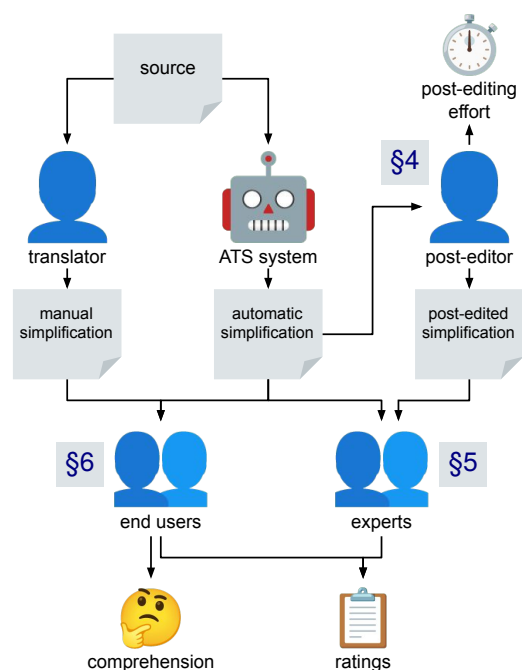 source
post-editing
effort
§4
translator
ATS system
post-editor
manual
simplification
automatic
simplification
post-edited
simplification
§6
§5
end users
experts
comprehension
ratings